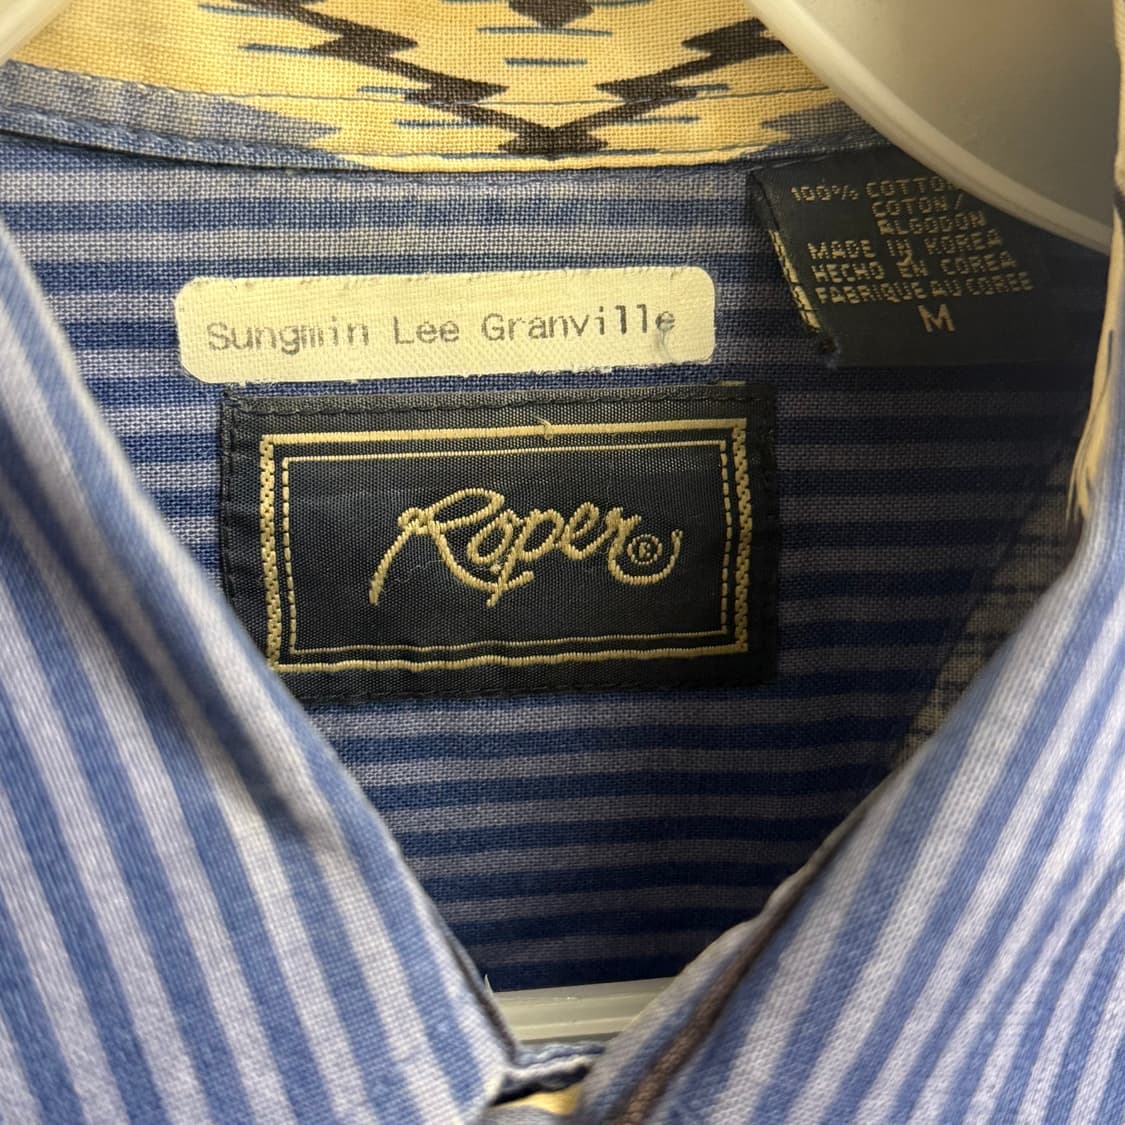 100% COTTON
COTON/
ALGODON
MADE IN KOREA
HECHO EN COREA
FABRIQUE AU COREE
M
Sungmin Lee Granville
Roper®